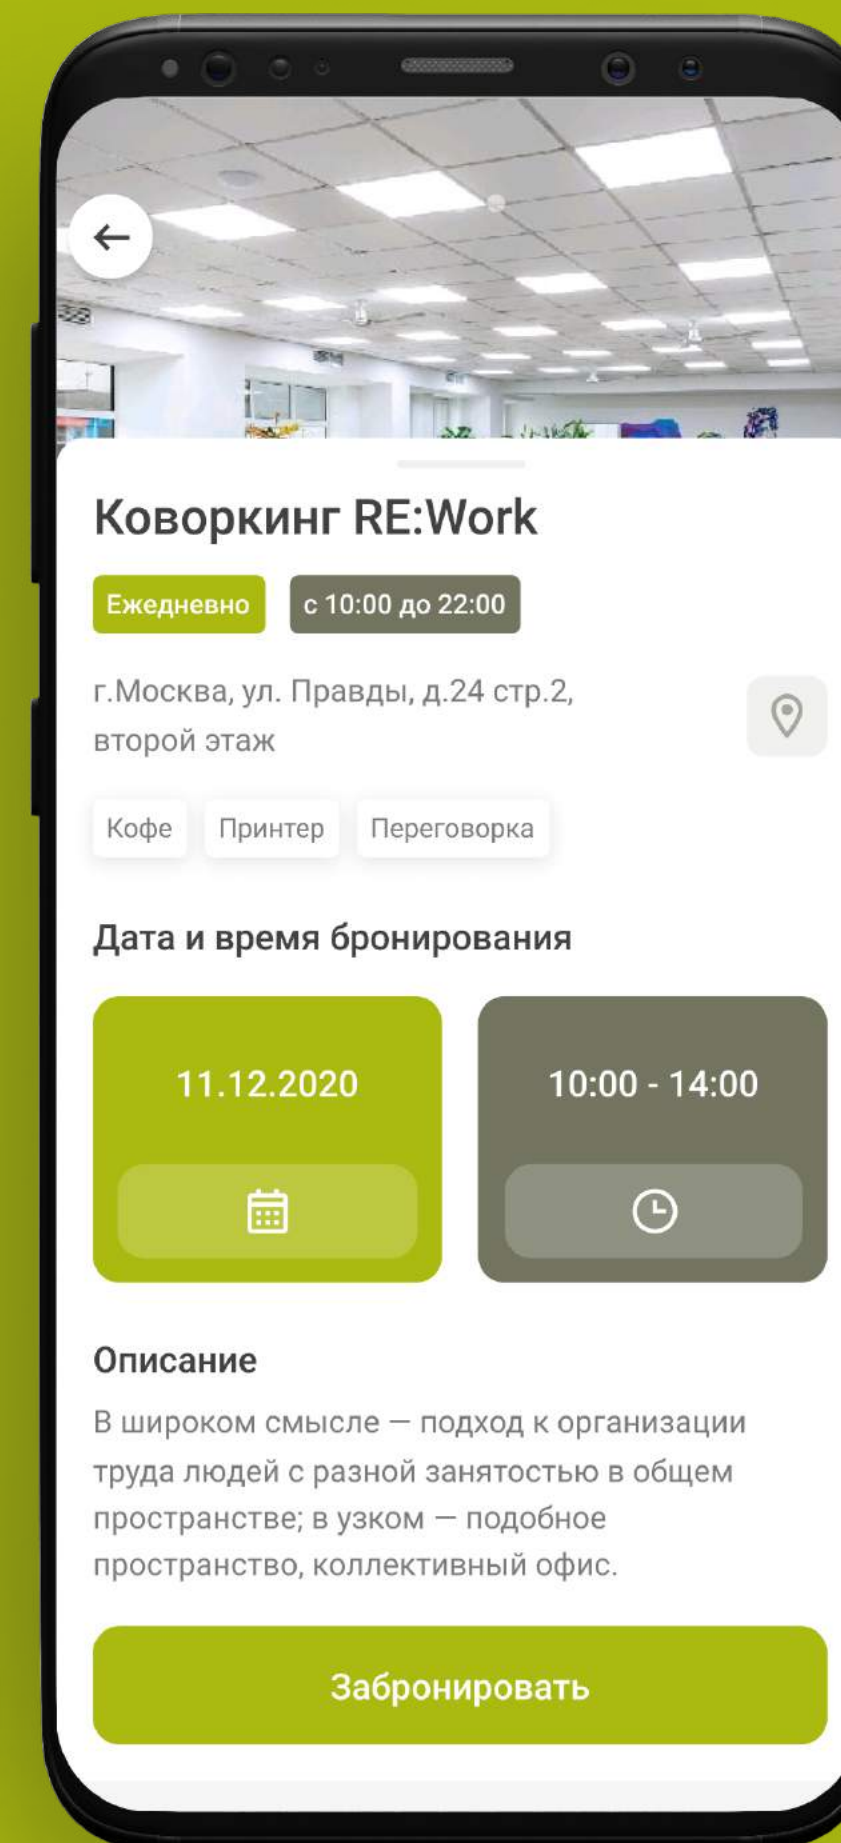 Коворкинг RE:Work
Ежедневно
с 10:00 до 22:00
г.Москва, ул. Правды, д.24 стр.2,
второй этаж
Кофе
Принтер
Переговорка
Дата и время бронирования
11.12.2020
10:00 - 14:00
Описание
В широком смысле — подход к организации
труда людей с разной занятостью в общем
пространстве; в узком — подобное
пространство, коллективный офис.
Забронировать